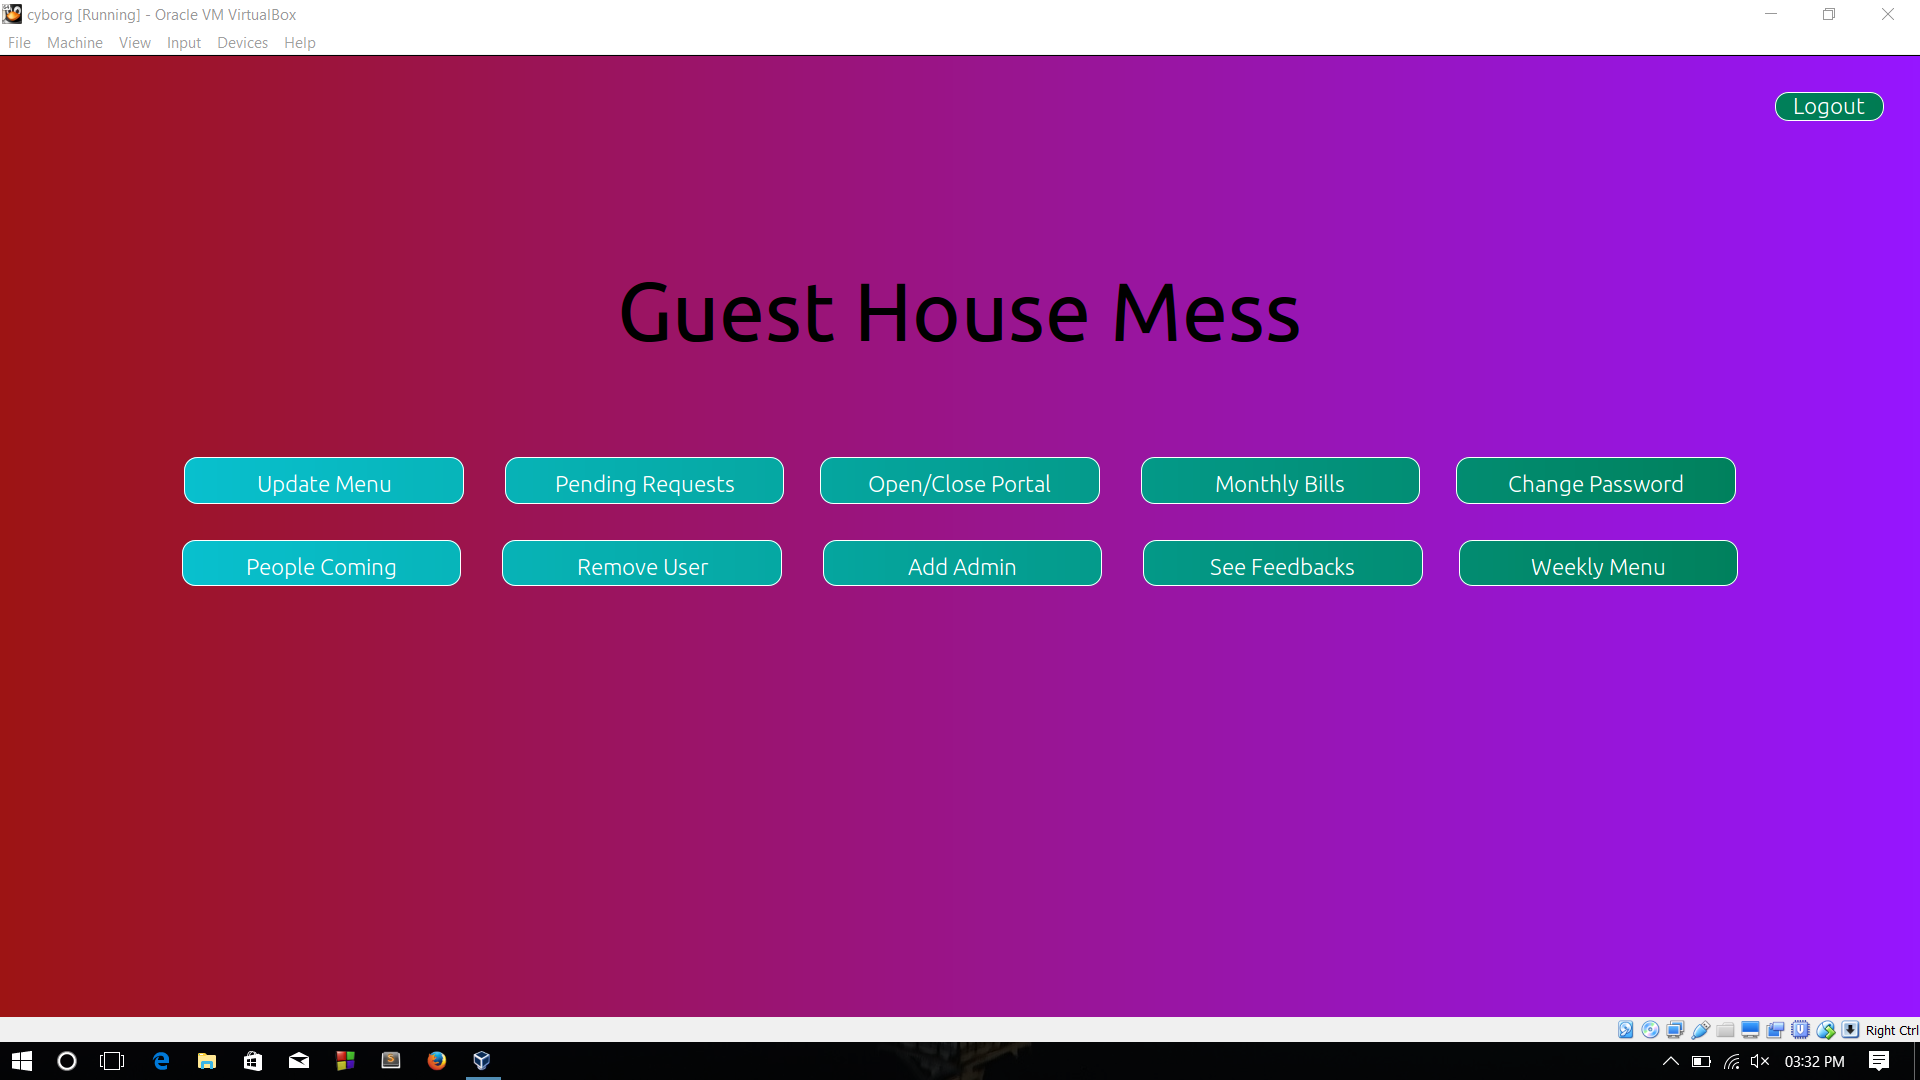 cyborg [Running] - Oracle VM VirtualBox
File Machine View Input Devices Help
Logout
Guest House Mess
Update Menu Pending Requests Open/Close Portal Monthly Bills Change Password
People Coming Remove User Add Admin See Feedbacks Weekly Menu
Right Ctrl
03:32 PM